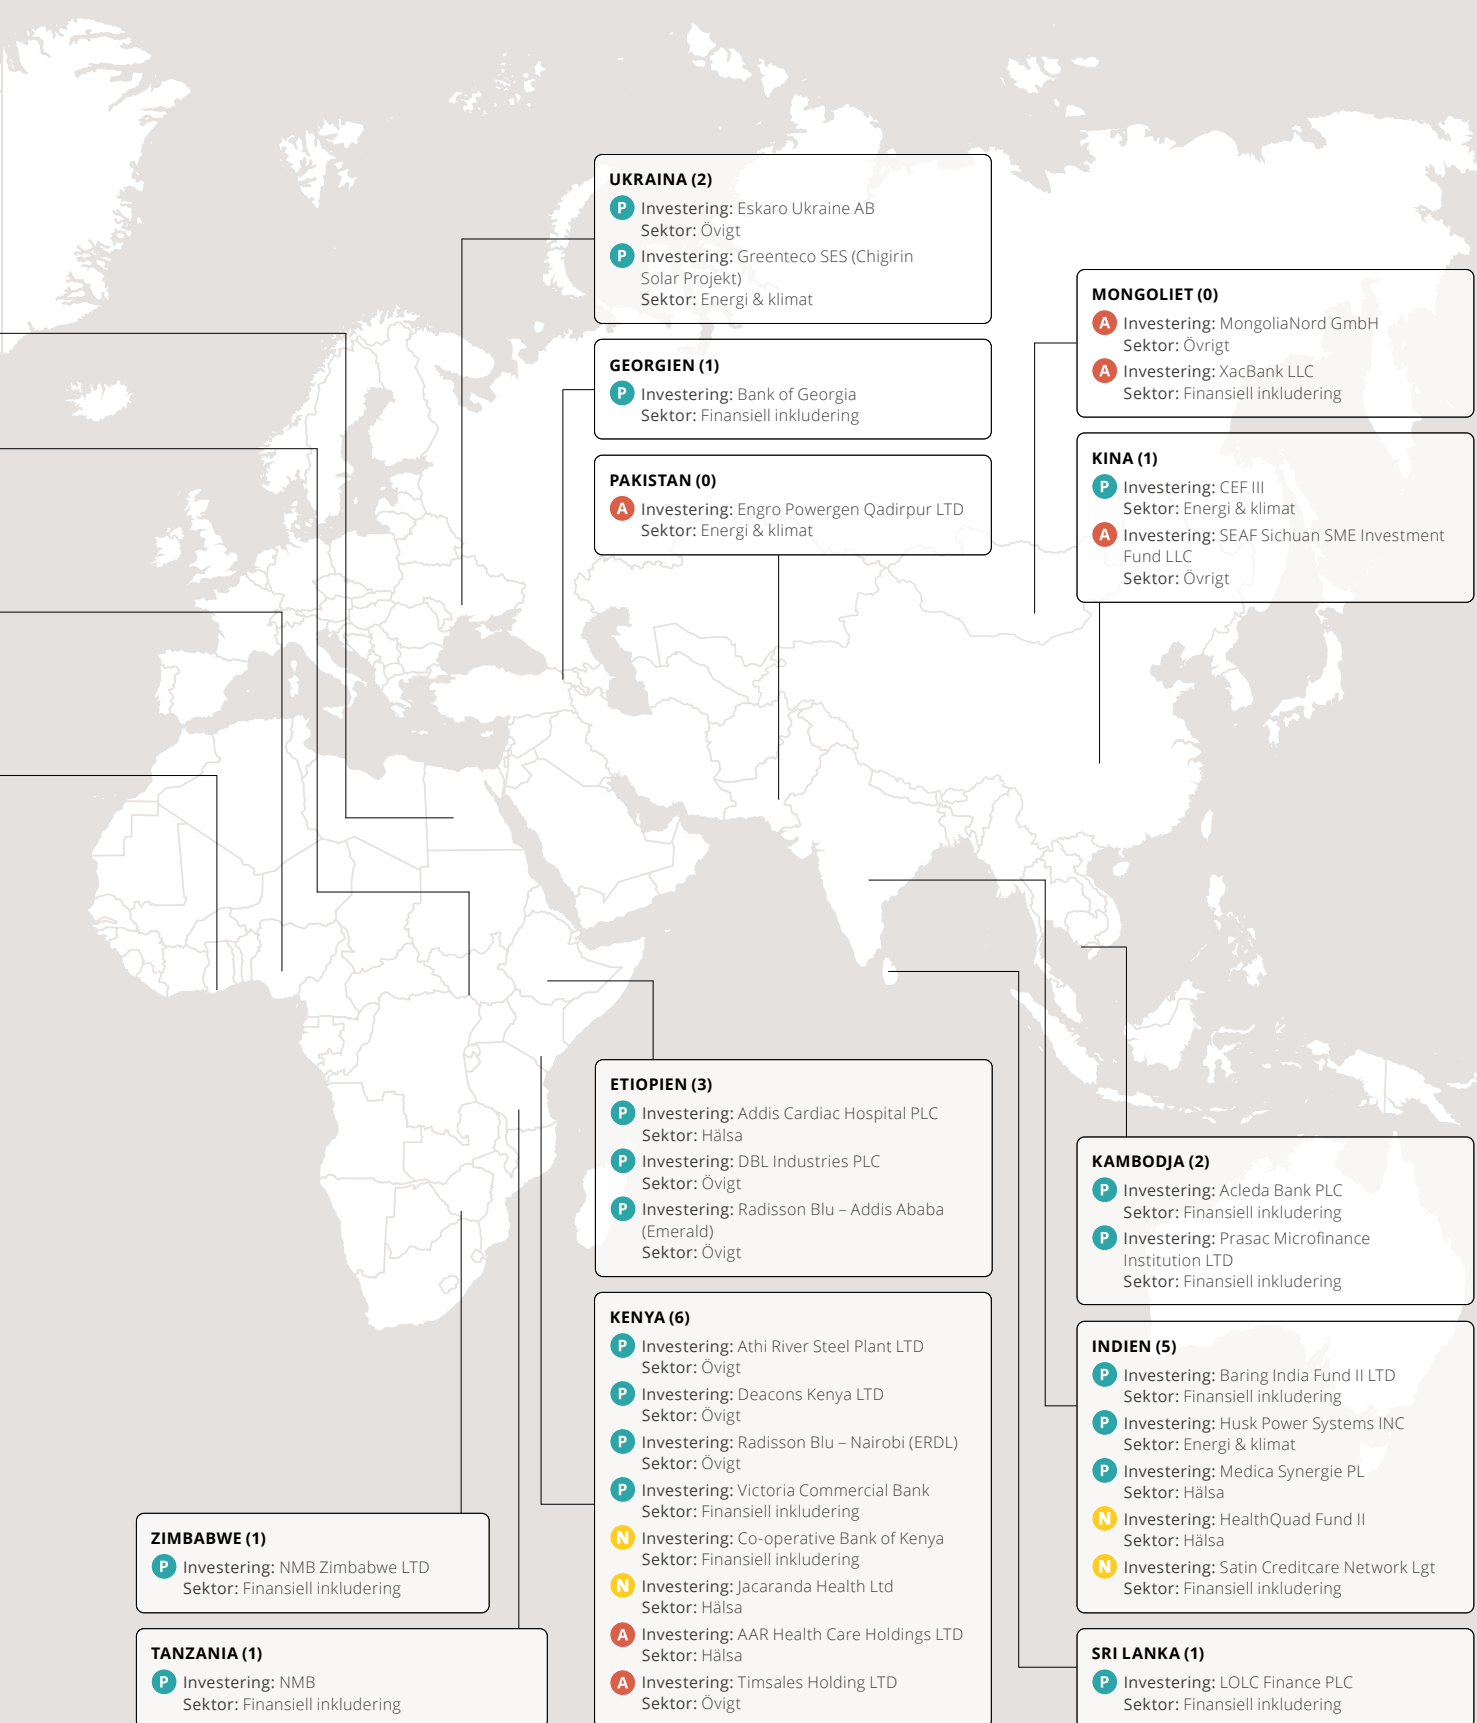 UKRAINA (2)
P Investering: Eskaro Ukraine AB
Sektor: Övigt
P Investering: Greenteco SES (Chigirin
Solar Projekt)
Sektor: Energi & klimat
GEORGIEN (1)
P Investering: Bank of Georgia
Sektor: Finansiell inkludering
PAKISTAN (0)
A Investering: Engro Powergen Qadirpur LTD
Sektor: Energi & klimat
MONGOLIET (0)
A Investering: MongoliaNord GmbH
Sektor: Övrigt
A Investering: XacBank LLC
Sektor: Finansiell inkludering
KINA (1)
P Investering: CEF III
Sektor: Energi & klimat
A Investering: SEAF Sichuan SME Investment
Fund LLC
Sektor: Övrigt
ETIOPIEN (3)
P Investering: Addis Cardiac Hospital PLC
Sektor: Hälsa
P Investering: DBL Industries PLC
Sektor: Övigt
P Investering: Radisson Blu – Addis Ababa
(Emerald)
Sektor: Övigt
KENYA (6)
P Investering: Athi River Steel Plant LTD
Sektor: Övigt
P Investering: Deacons Kenya LTD
Sektor: Övigt
P Investering: Radisson Blu – Nairobi (ERDL)
Sektor: Övigt
P Investering: Victoria Commercial Bank
Sektor: Finansiell inkludering
N Investering: Co-operative Bank of Kenya
Sektor: Finansiell inkludering
N Investering: Jacaranda Health Ltd
Sektor: Hälsa
A Investering: AAR Health Care Holdings LTD
Sektor: Hälsa
A Investering: Timsales Holding LTD
Sektor: Övigt
KAMBODJA (2)
P Investering: Acleda Bank PLC
Sektor: Finansiell inkludering
P Investering: Prasac Microfinance
Institution LTD
Sektor: Finansiell inkludering
INDIEN (5)
P Investering: Baring India Fund II LTD
Sektor: Finansiell inkludering
P Investering: Husk Power Systems INC
Sektor: Energi & klimat
P Investering: Medica Synergie PL
Sektor: Hälsa
N Investering: HealthQuad Fund II
Sektor: Hälsa
N Investering: Satin Creditcare Network Lgt
Sektor: Finansiell inkludering
SRI LANKA (1)
P Investering: LOLC Finance PLC
Sektor: Finansiell inkludering
ZIMBABWE (1)
P Investering: NMB Zimbabwe LTD
Sektor: Finansiell inkludering
TANZANIA (1)
P Investering: NMB
Sektor: Finansiell inkludering